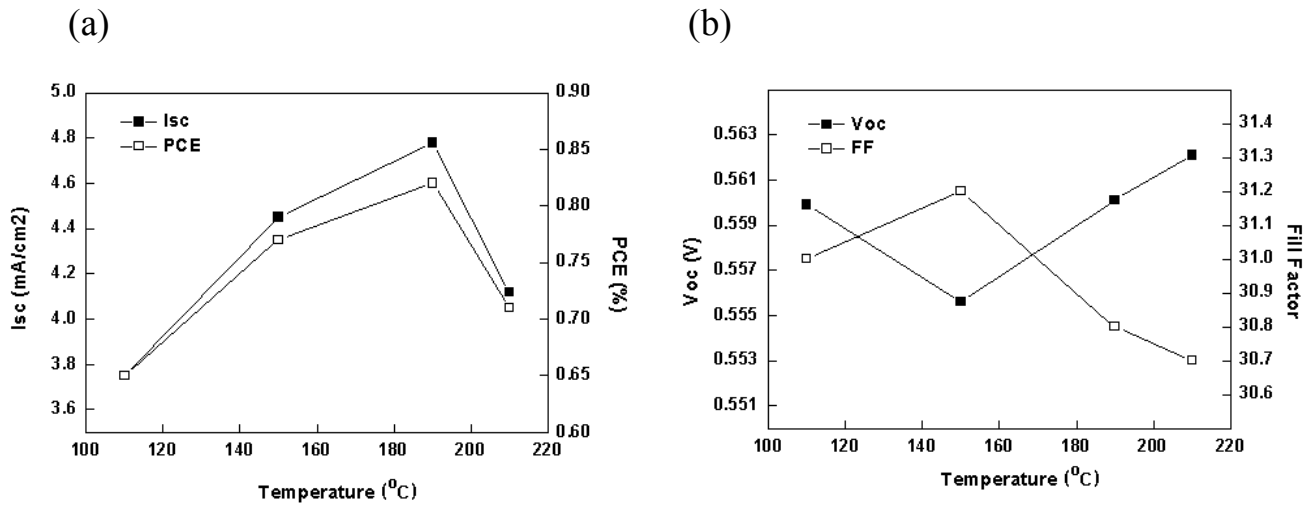 (a)
(b)
5.0
4.8
4.6
4.4
4.2
4.0
3.8
3.6
Isc (mA/cm2)
Isc
PCE
0.90
0.85
0.80
0.75
0.70
0.65
0.60
PCE (%)
100 120 140 160 180 200 220
Temperature (⁰C)
0.563
0.561
0.559
0.557
0.555
0.553
0.551
Voc (V)
Voc
FF
31.4
31.3
31.2
31.1
31.0
30.9
30.8
30.7
30.6
Fill Factor
100 120 140 160 180 200 220
Temperature (⁰C)